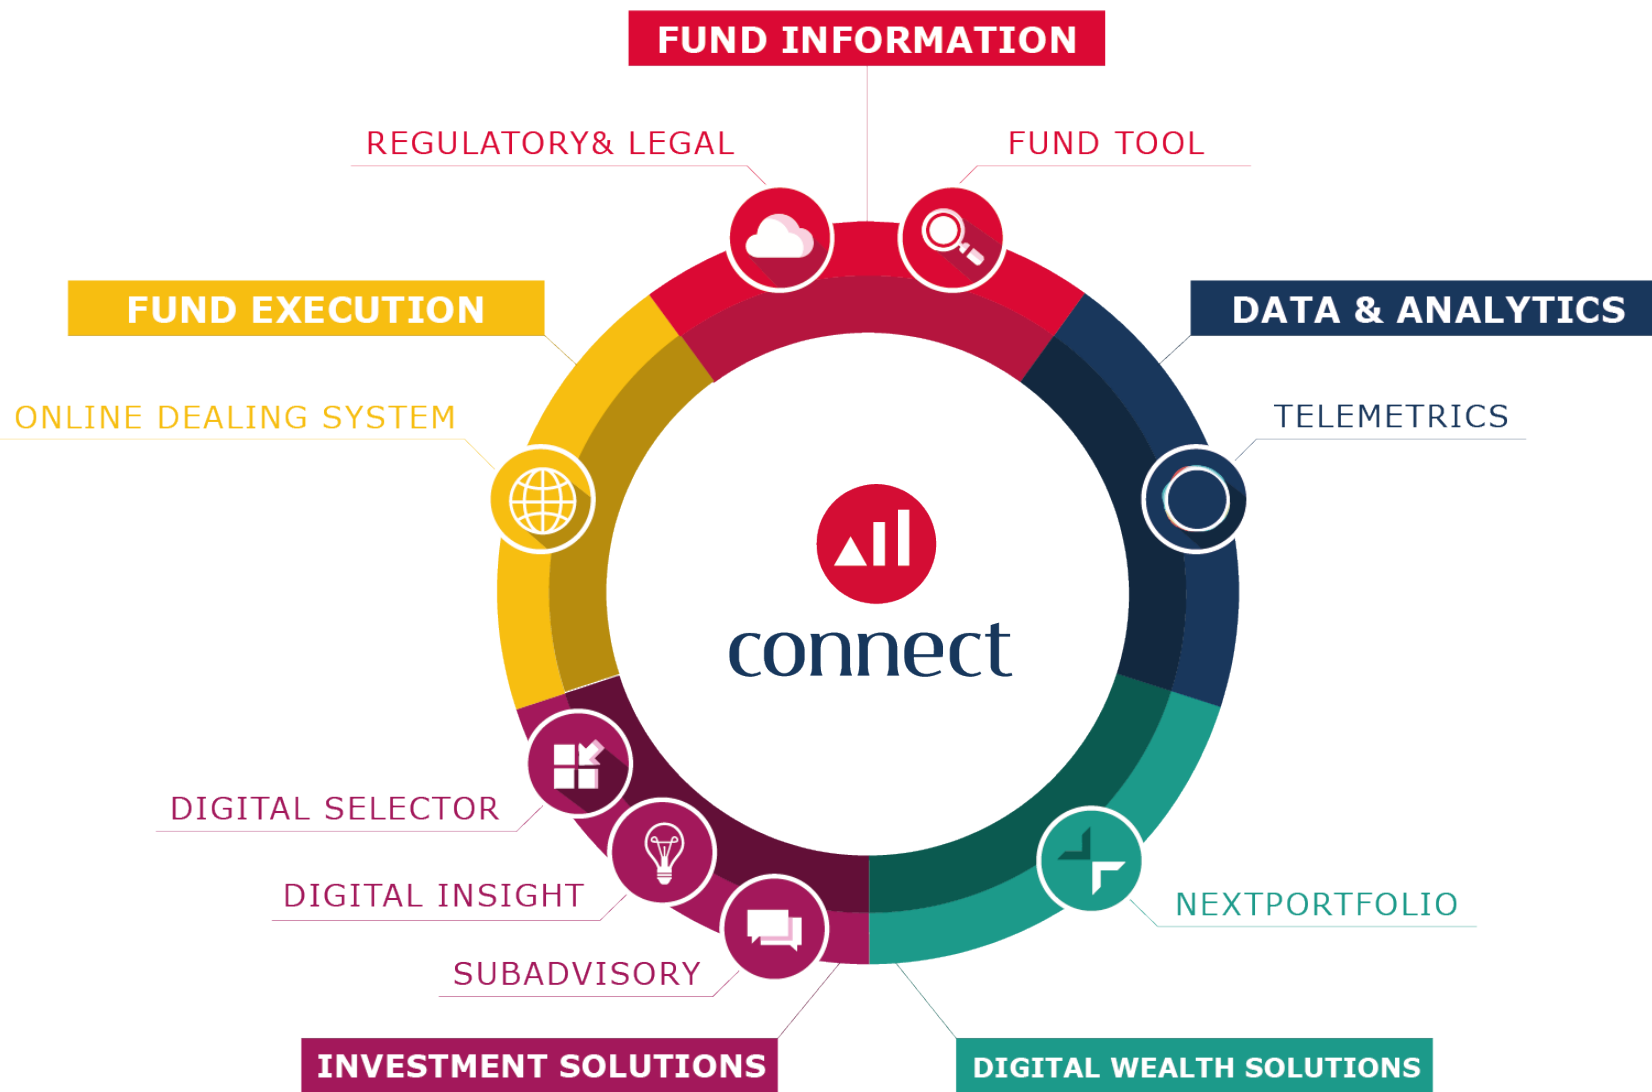 FUND INFORMATION
REGULATORY& LEGAL
FUND TOOL
FUND EXECUTION
DATA & ANALYTICS
ONLINE DEALING SYSTEM
TELEMETRICS
connect
DIGITAL SELECTOR
DIGITAL INSIGHT
NEXTPORTFOLIO
SUBADVISORY
INVESTMENT SOLUTIONS
DIGITAL WEALTH SOLUTIONS